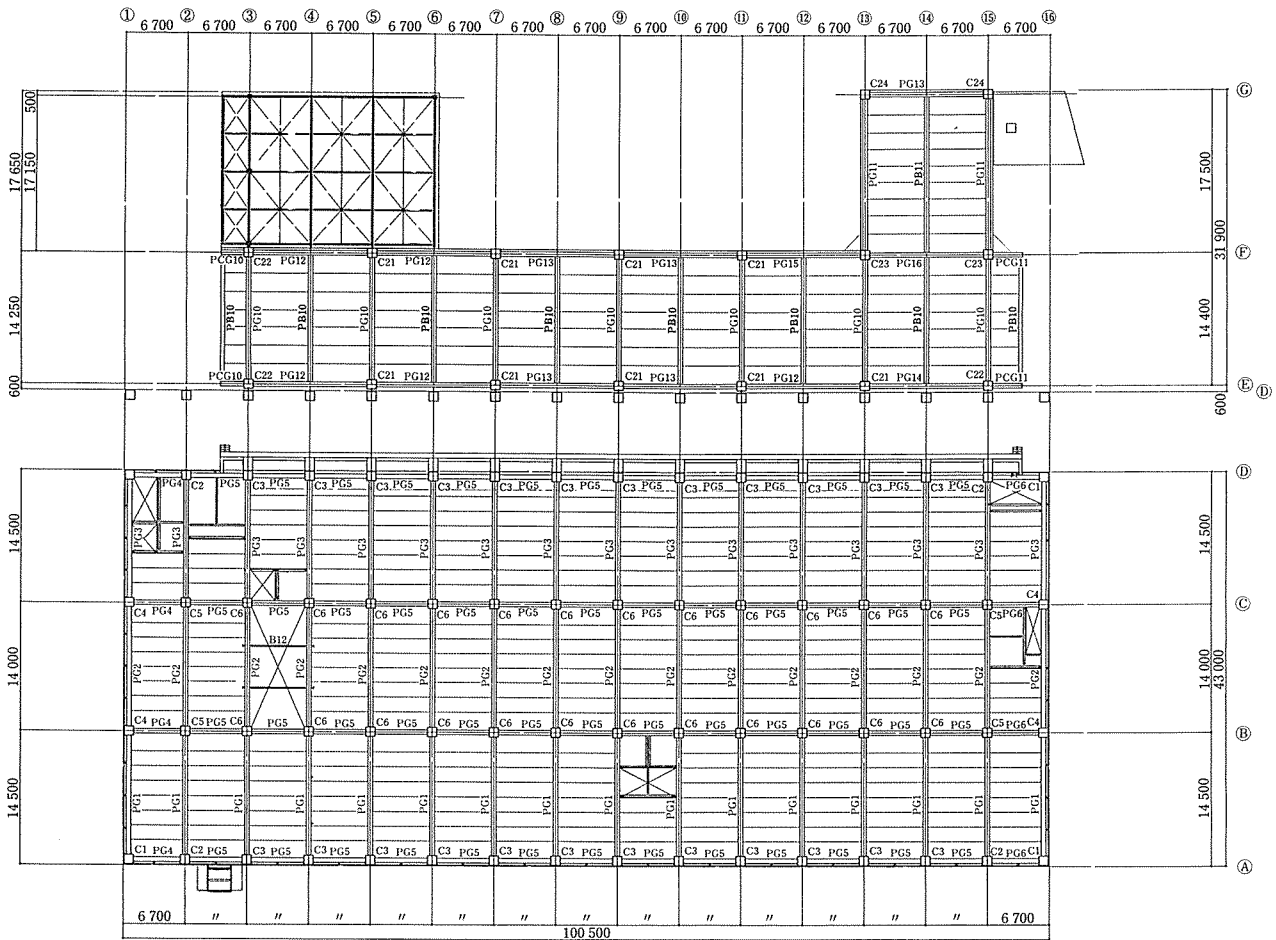 ① ② ③ ④ ⑤ ⑥ ⑦ ⑧ ⑨ ⑩ ⑪ ⑫ ⑬ ⑭ ⑮ ⑯
6 700 6 700 6 700 6 700 6 700 6 700 6 700 6 700 6 700 6 700 6 700 6 700 6 700 6 700 6 700
C24 PG13 C24 Ⓖ
500
17 650
17 150
PG11 PB11 PG11
17 500
31 900
PCG10 C22 PG12 C21 PG12 C21 PG13 C21 PG13 C21 PG15 C23 PG16 C23 PCG11 Ⓕ
14 250
PB10 PG10 PB10 PG10 PB10 PG10 PB10 PG10 PB10 PG10 PB10 PG10 PB10 PG10 PB10
14 400
PCG10 C22 PG12 C21 PG12 C21 PG13 C21 PG13 C21 PG12 C21 PG14 C22 PCG11 Ⓔ Ⓓ
600
600
Ⓓ
PG4 C2 PG5 C3 PG5 C3 PG5 C3 PG5 C3 PG5 C3 PG5 C3 PG5 C3 PG5 C3 PG5 C3 PG5 C3 PG5 C3 PG5 C2 PG6 C1
14 500
PG3 PG3 PG3 PG3 PG3 PG3 PG3 PG3 PG3 PG3 PG3 PG3 PG3 PG3 PG3
14 500
C4
C4 PG4 C5 PG5 C6 PG5 C6 PG5 C6 PG5 C6 PG5 C6 PG5 C6 PG5 C6 PG5 C6 PG5 C6 PG5 C6 PG5 C6 PG5 C5 PG6 Ⓒ
B12
14 000
PG2 PG2 PG2 PG2 PG2 PG2 PG2 PG2 PG2 PG2 PG2 PG2 PG2 PG2 PG2
14 000
43 000
C4 PG4 C5 PG5 C6 PG5 C6 PG5 C6 PG5 C6 PG5 C6 PG5 C6 PG5 C6 PG5 C6 PG5 C6 PG5 C6 PG5 C6 PG5 C5 PG6 C4 Ⓑ
14 500
PG1 PG1 PG1 PG1 PG1 PG1 PG1 PG1 PG1 PG1 PG1 PG1 PG1 PG1 PG1
14 500
C1 PG4 C2 PG5 C3 PG5 C3 PG5 C3 PG5 C3 PG5 C3 PG5 C3 PG5 C3 PG5 C3 PG5 C3 PG5 C3 PG5 C3 PG5 C2 PG6 C1 Ⓐ
6 700 〃 〃 〃 〃 〃 〃 〃 〃 〃 〃 〃 〃 〃 6 700
100 500